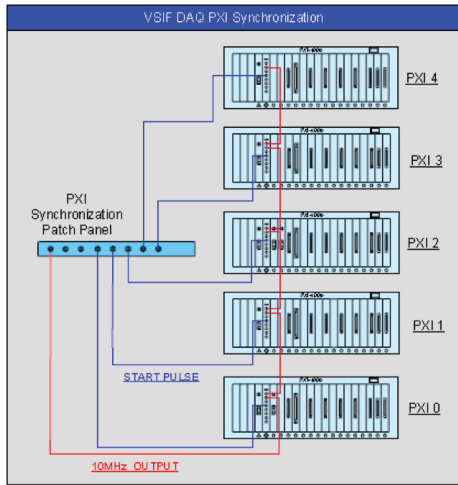 VSIF DAQ PXI Synchronization
PXI 4
PXI 3
PXI
Synchronization
Patch Panel
PXI 2
PXI 1
START PULSE
PXI 0
10MHz OUTPUT